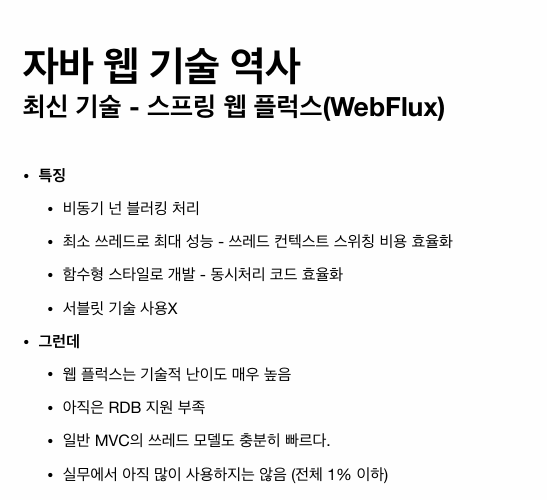 자바 웹 기술 역사
최신 기술 - 스프링 웹 플럭스(WebFlux)
• 특징
• 비동기 넌 블러킹 처리
• 최소 쓰레드로 최대 성능 - 쓰레드 컨텍스트 스위칭 비용 효율화
• 함수형 스타일로 개발 - 동시처리 코드 효율화
• 서블릿 기술 사용X
• 그런데
• 웹 플럭스는 기술적 난이도 매우 높음
• 아직은 RDB 지원 부족
• 일반 MVC의 쓰레드 모델도 충분히 빠르다.
• 실무에서 아직 많이 사용하지는 않음 (전체 1% 이하)